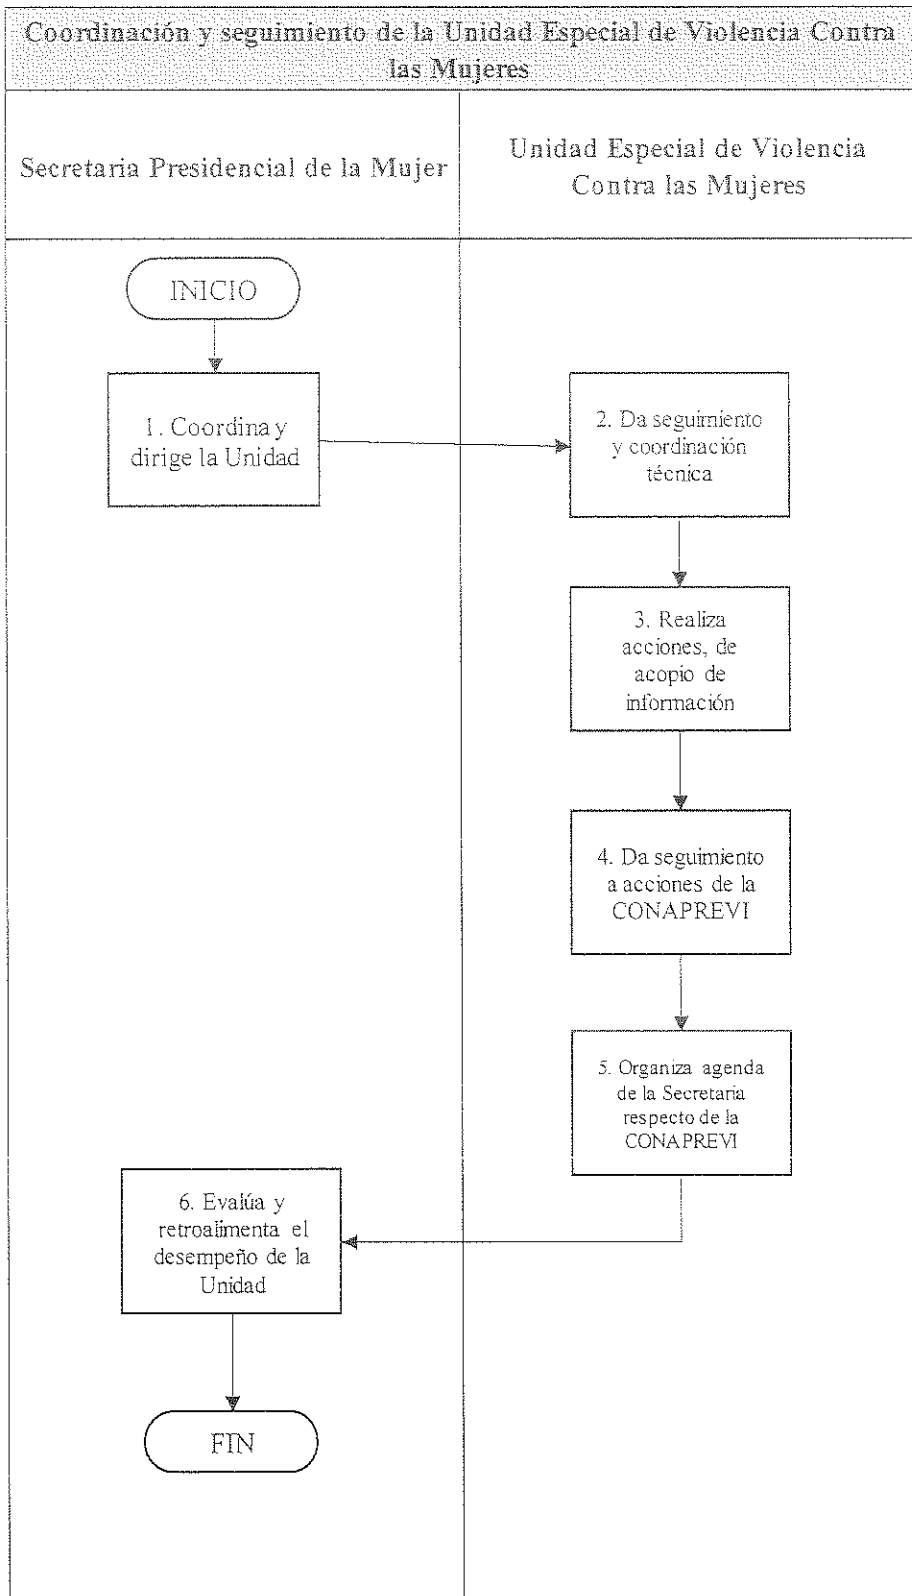 Coordinación y seguimiento de la Unidad Especial de Violencia Contra
las Mujeres
Secretaria Presidencial de la Mujer
Unidad Especial de Violencia
Contra las Mujeres
INICIO
1. Coordina y
dirige la Unidad
2. Da seguimiento
y coordinación
técnica
3. Realiza
acciones, de
acopio de
información
4. Da seguimiento
a acciones de la
CONAPREVI
5. Organiza agenda
de la Secretaria
respecto de la
CONAPREVI
6. Evalúa y
retroalimenta el
desempeño de la
Unidad
FIN